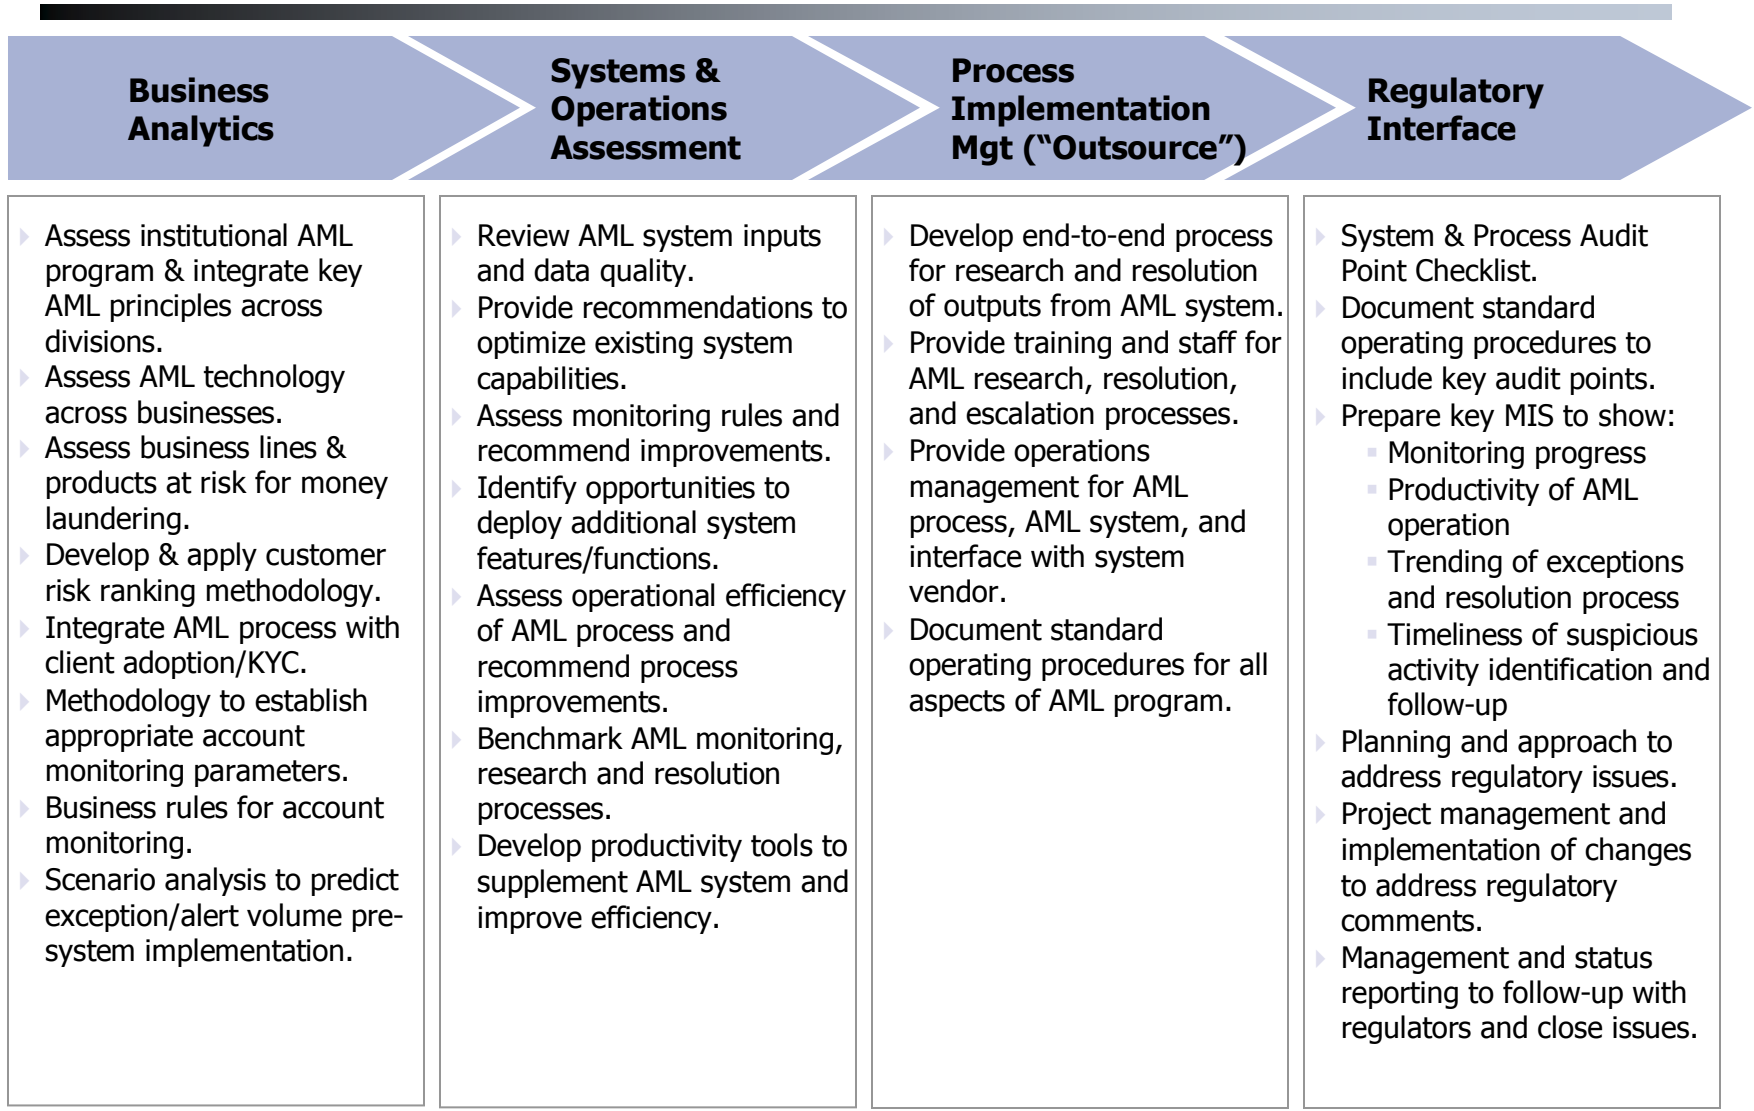 Business
Analytics
Systems &
Operations
Assessment
Process
Implementation
Mgt (“Outsource”)
Regulatory
Interface
Assess institutional AML
program & integrate key
AML principles across
divisions.
Assess AML technology
across businesses.
Assess business lines &
products at risk for money
laundering.
Develop & apply customer
risk ranking methodology.
Integrate AML process with
client adoption/KYC.
Methodology to establish
appropriate account
monitoring parameters.
Business rules for account
monitoring.
Scenario analysis to predict
exception/alert volume pre-
system implementation.
Review AML system inputs
and data quality.
Provide recommendations to
optimize existing system
capabilities.
Assess monitoring rules and
recommend improvements.
Identify opportunities to
deploy additional system
features/functions.
Assess operational efficiency
of AML process and
recommend process
improvements.
Benchmark AML monitoring,
research and resolution
processes.
Develop productivity tools to
supplement AML system and
improve efficiency.
Develop end-to-end process
for research and resolution
of outputs from AML system.
Provide training and staff for
AML research, resolution,
and escalation processes.
Provide operations
management for AML
process, AML system, and
interface with system
vendor.
Document standard
operating procedures for all
aspects of AML program.
System & Process Audit
Point Checklist.
Document standard
operating procedures to
include key audit points.
Prepare key MIS to show:
Monitoring progress
Productivity of AML
operation
Trending of exceptions
and resolution process
Timeliness of suspicious
activity identification and
follow-up
Planning and approach to
address regulatory issues.
Project management and
implementation of changes
to address regulatory
comments.
Management and status
reporting to follow-up with
regulators and close issues.